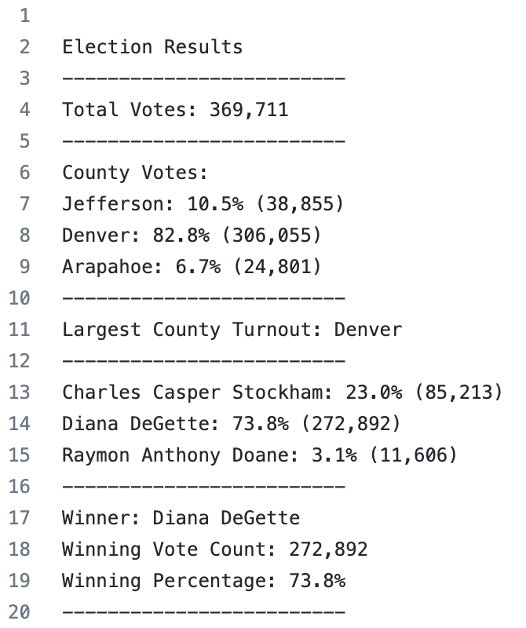 1
2 Election Results
3 -------------------------
4 Total Votes: 369,711
5 -------------------------
6 County Votes:
7 Jefferson: 10.5% (38,855)
8 Denver: 82.8% (306,055)
9 Arapahoe: 6.7% (24,801)
10 -------------------------
11 Largest County Turnout: Denver
12 -------------------------
13 Charles Casper Stockham: 23.0% (85,213)
14 Diana DeGette: 73.8% (272,892)
15 Raymon Anthony Doane: 3.1% (11,606)
16 -------------------------
17 Winner: Diana DeGette
18 Winning Vote Count: 272,892
19 Winning Percentage: 73.8%
20 -------------------------